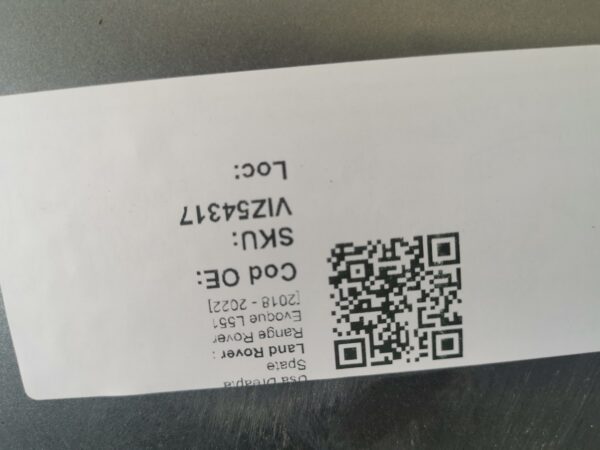 Usa Dreapta
Spate
Land Rover :
Range Rover
Evoque L551
[2018 - 2022]
Cod OE:
SKU:
VIZ54317
Loc: